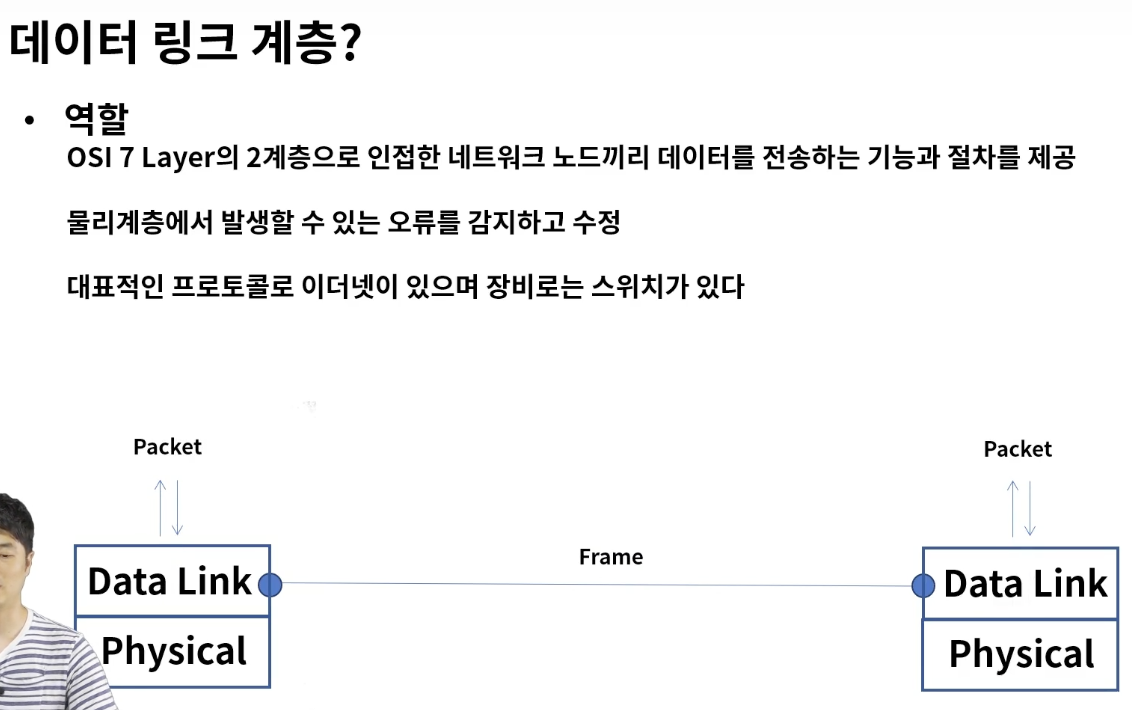 데이터 링크 계층?
• 역할
OSI 7 Layer의 2계층으로 인접한 네트워크 노드끼리 데이터를 전송하는 기능과 절차를 제공
물리계층에서 발생할 수 있는 오류를 감지하고 수정
대표적인 프로토콜로 이더넷이 있으며 장비로는 스위치가 있다
Packet
Packet
Frame
Data Link
Data Link
Physical
Physical